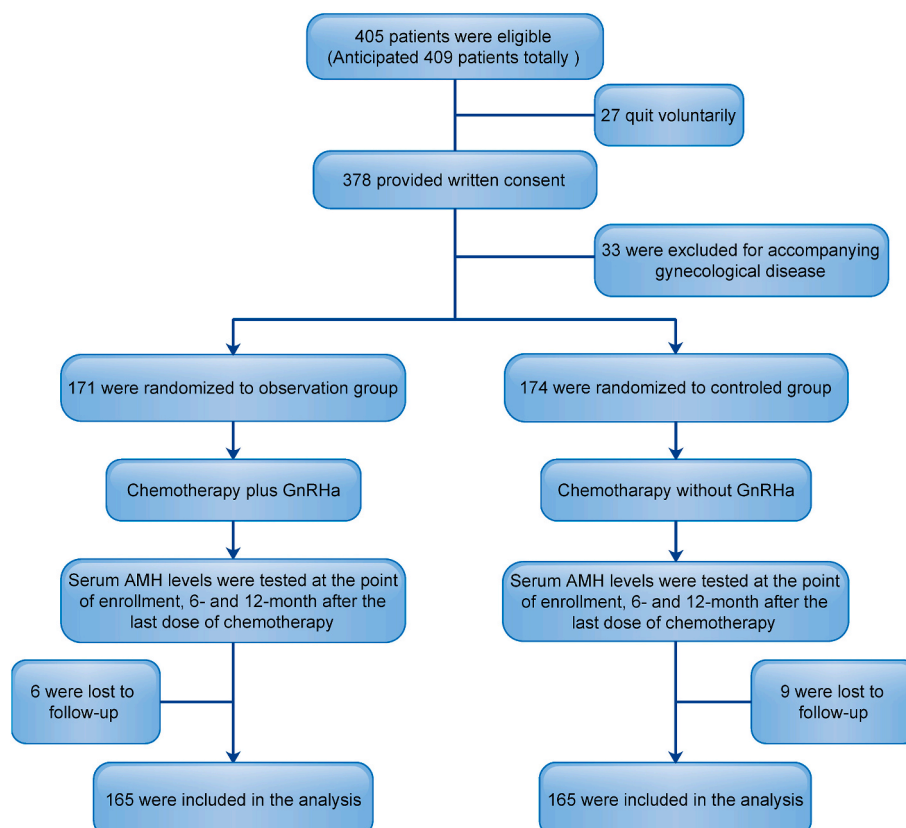 405 patients were eligible
(Anticipated 409 patients totally )
27 quit voluntarily
378 provided written consent
33 were excluded for accompanying
gynecological disease
171 were randomized to observation group
174 were randomized to controled group
Chemotherapy plus GnRHa
Chemotharapy without GnRHa
Serum AMH levels were tested at the point
of enrollment, 6- and 12-month after the
last dose of chemotherapy
Serum AMH levels were tested at the point
of enrollment, 6- and 12-month after the
last dose of chemotherapy
6 were lost to
follow-up
9 were lost to
follow-up
165 were included in the analysis
165 were included in the analysis